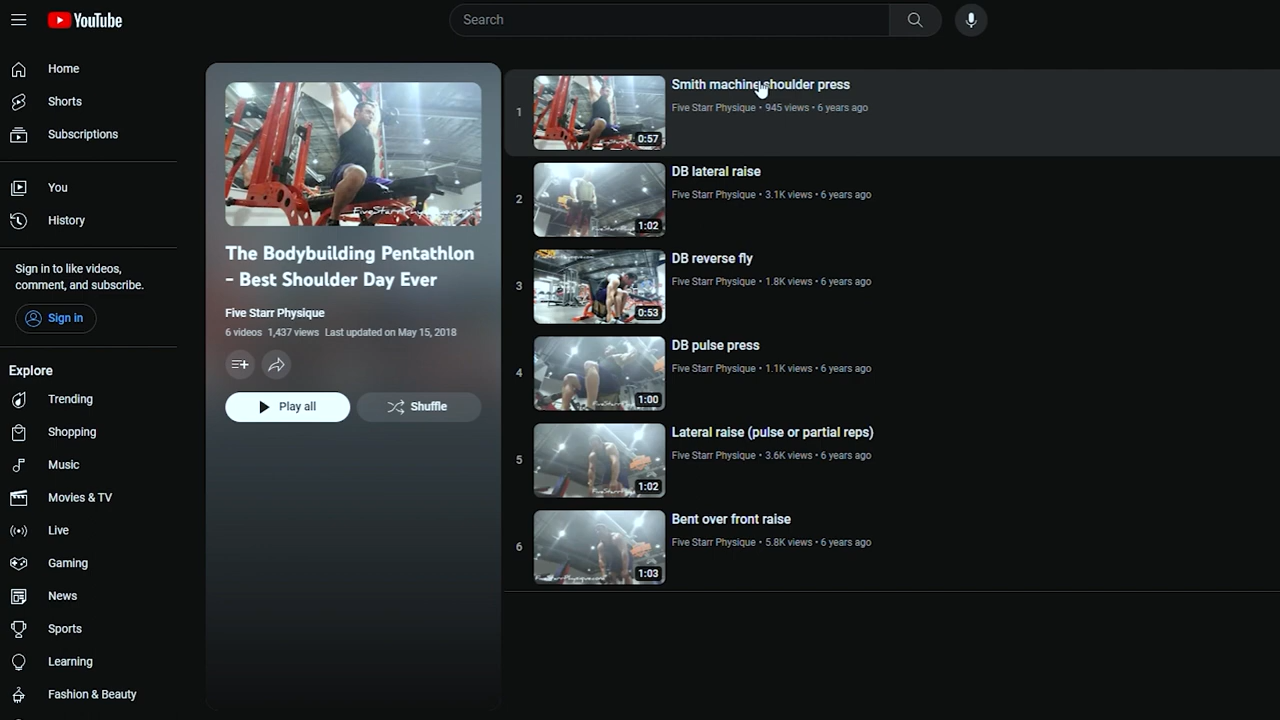 YouTube
Search
Home
Shorts
Subscriptions
You
History
Sign in to like videos,
comment, and subscribe.
Sign in
Explore
Trending
Shopping
Music
Movies & TV
Live
Gaming
News
Sports
Learning
Fashion & Beauty
FiveStarrPhysique.com
The Bodybuilding Pentathlon
- Best Shoulder Day Ever
Five Starr Physique
6 videos 1,437 views Last updated on May 15, 2018
Play all
Shuffle
1
0:57
Smith machine shoulder press
Five Starr Physique • 945 views • 6 years ago
2
1:02
DB lateral raise
Five Starr Physique • 3.1K views • 6 years ago
3
0:53
DB reverse fly
Five Starr Physique • 1.8K views • 6 years ago
4
1:00
DB pulse press
Five Starr Physique • 1.1K views • 6 years ago
5
1:02
Lateral raise (pulse or partial reps)
Five Starr Physique • 3.6K views • 6 years ago
6
1:03
Bent over front raise
Five Starr Physique • 5.8K views • 6 years ago